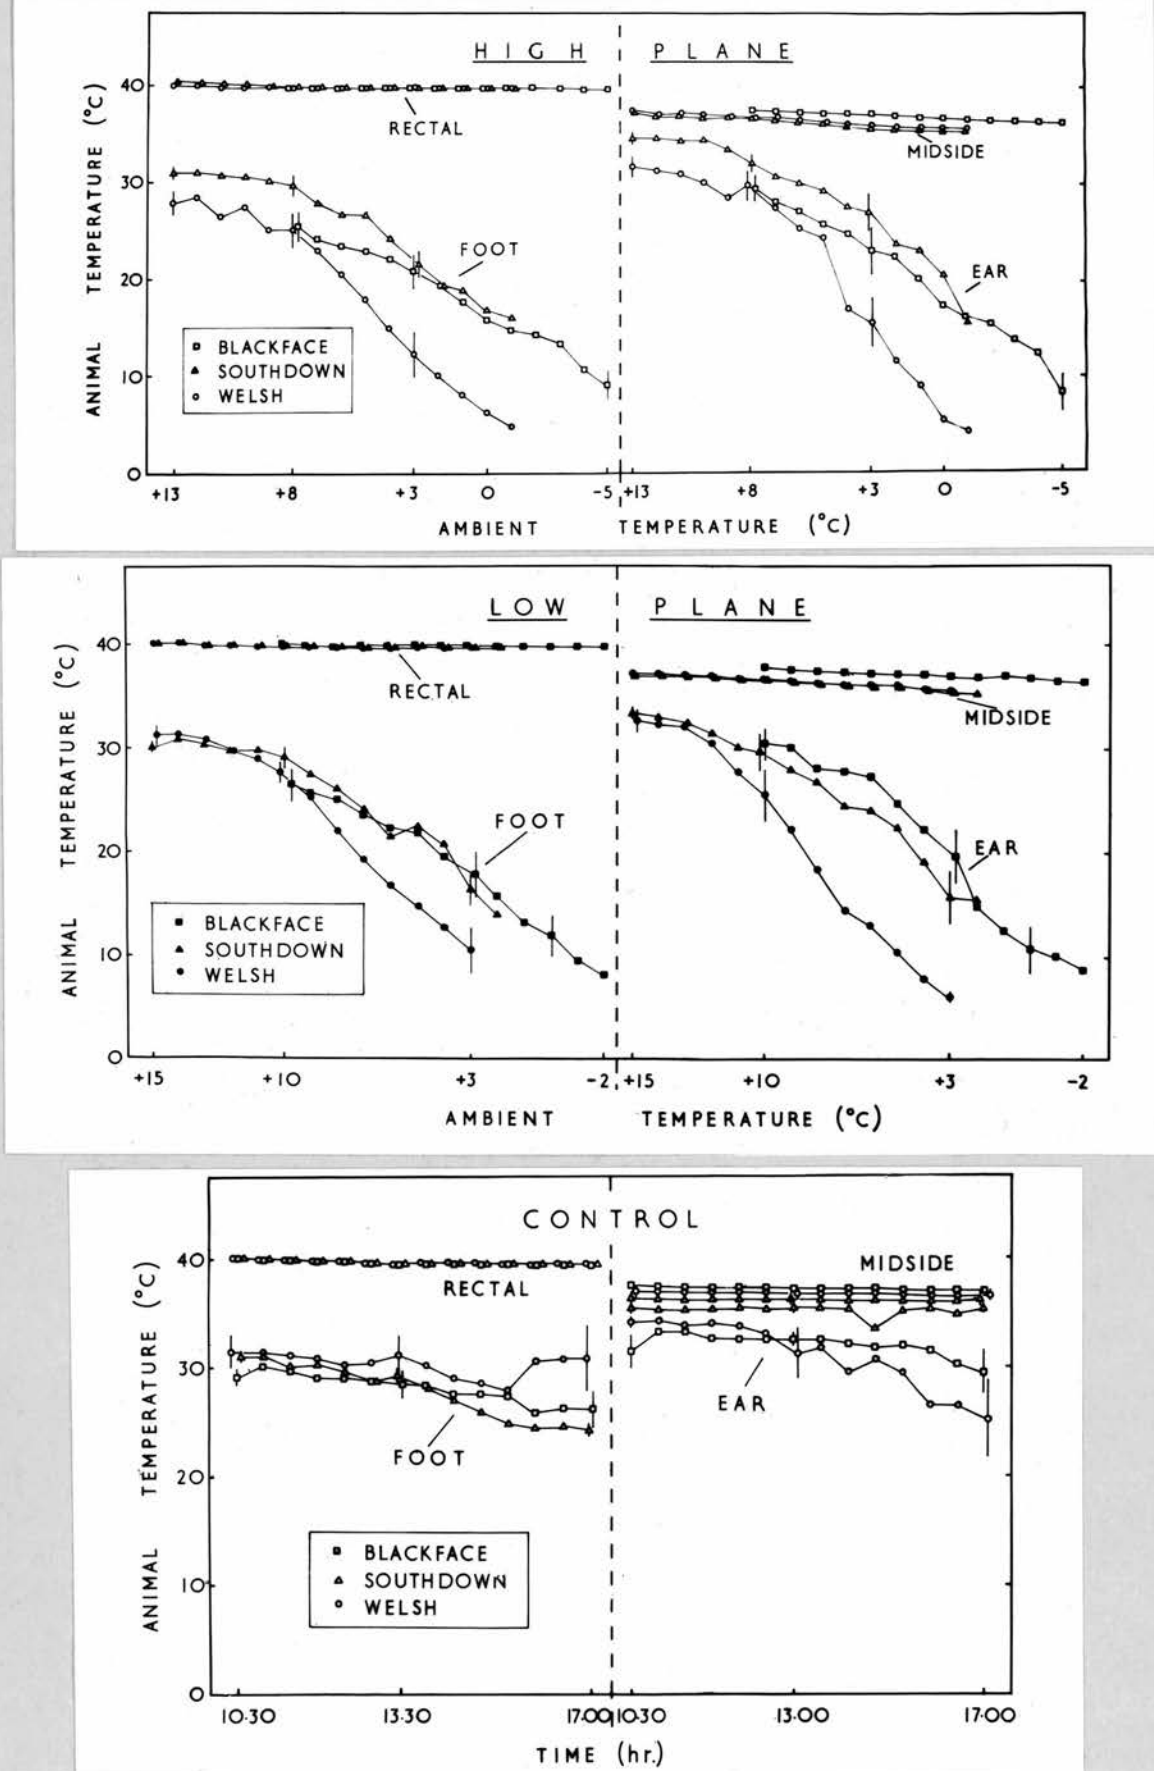 HIGH PLANE
ANIMAL TEMPERATURE (°C)
40
30
20
10
0
RECTAL
MIDSIDE
FOOT
EAR
BLACKFACE
SOUTHDOWN
WELSH
+13 +8 +3 0 -5 +13 +8 +3 0 -5
AMBIENT TEMPERATURE (°C)
LOW PLANE
ANIMAL TEMPERATURE (°C)
40
30
20
10
0
RECTAL
MIDSIDE
FOOT
EAR
BLACKFACE
SOUTHDOWN
WELSH
+15 +10 +3 -2 +15 +10 +3 -2
AMBIENT TEMPERATURE (°C)
CONTROL
ANIMAL TEMPERATURE (°C)
40
30
20
10
0
RECTAL
MIDSIDE
FOOT
EAR
BLACKFACE
SOUTHDOWN
WELSH
10·30 13·30 17·00 10·30 13·00 17·00
TIME (hr.)